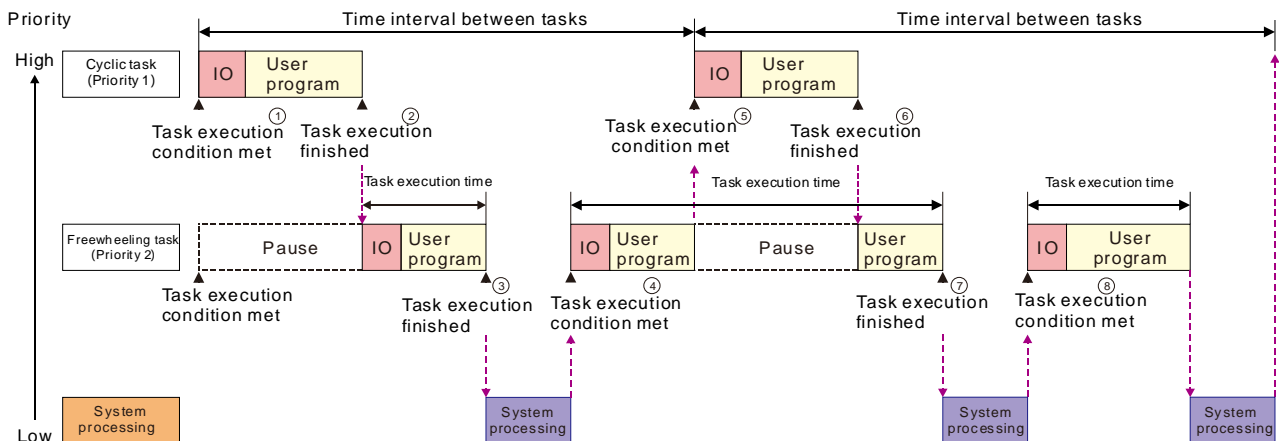 Priority
Time interval between tasks
Time interval between tasks
High
Cyclic task
(Priority 1)
IO
User
program
IO
User
program
①
Task execution
condition met
②
Task execution
finished
⑤
Task execution
condition met
⑥
Task execution
finished
Task execution time
Task execution time
Task execution time
Freewheeling task
(Priority 2)
Pause
IO
User
program
IO
User
program
Pause
User
program
IO
User
program
Task execution
condition met
③
Task execution
finished
④
Task execution
condition met
⑦
Task execution
finished
⑧
Task execution
condition met
Low
System
processing
System
processing
System
processing
System
processing